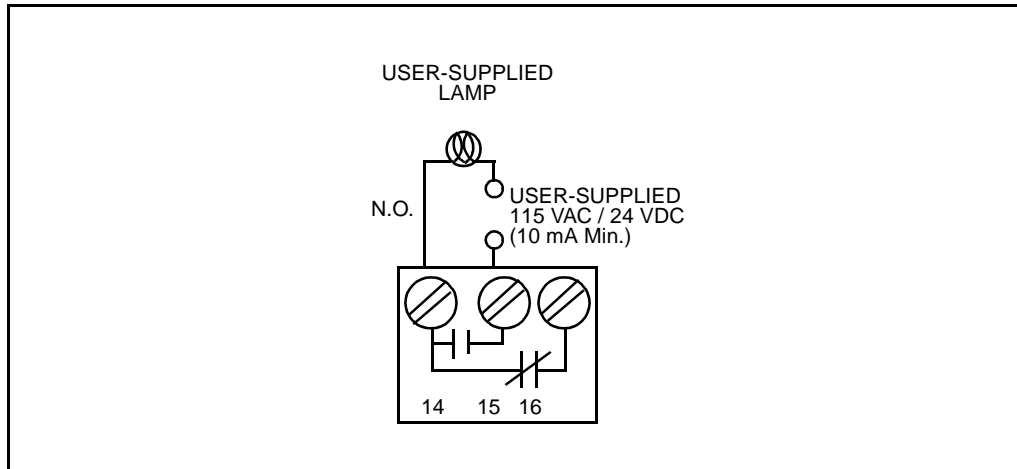 USER-SUPPLIED
LAMP
N.O.
USER-SUPPLIED
115 VAC / 24 VDC
(10 mA Min.)
14 15 16